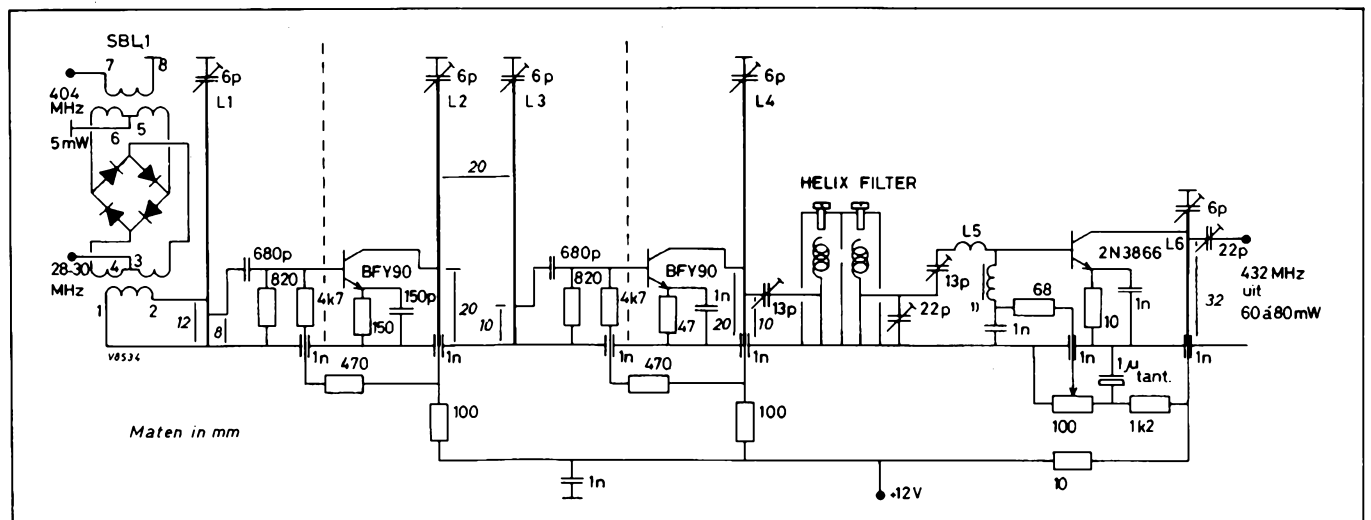 SBL1
7 8
404
MHz
5mW
6 5
3
4
28-30
MHz
1 2
V8534
12
8
6p
L1
680p
820
4k7
BFY90
150p
150
1n
470
6p
L2
20
20
10
1n
100
6p
L3
680p
820
4k7
BFY90
1n
47
20
1n
470
6p
L4
10
13p
1n
100
HELIX FILTER
13p
22p
L5
1)
1n
68
2N3866
10
1n
6p
L6
22p
432 MHz
uit
60 á 80mW
32
1n
1n
1µ
tant.
100
1k2
10
1n
+12V
Maten in mm